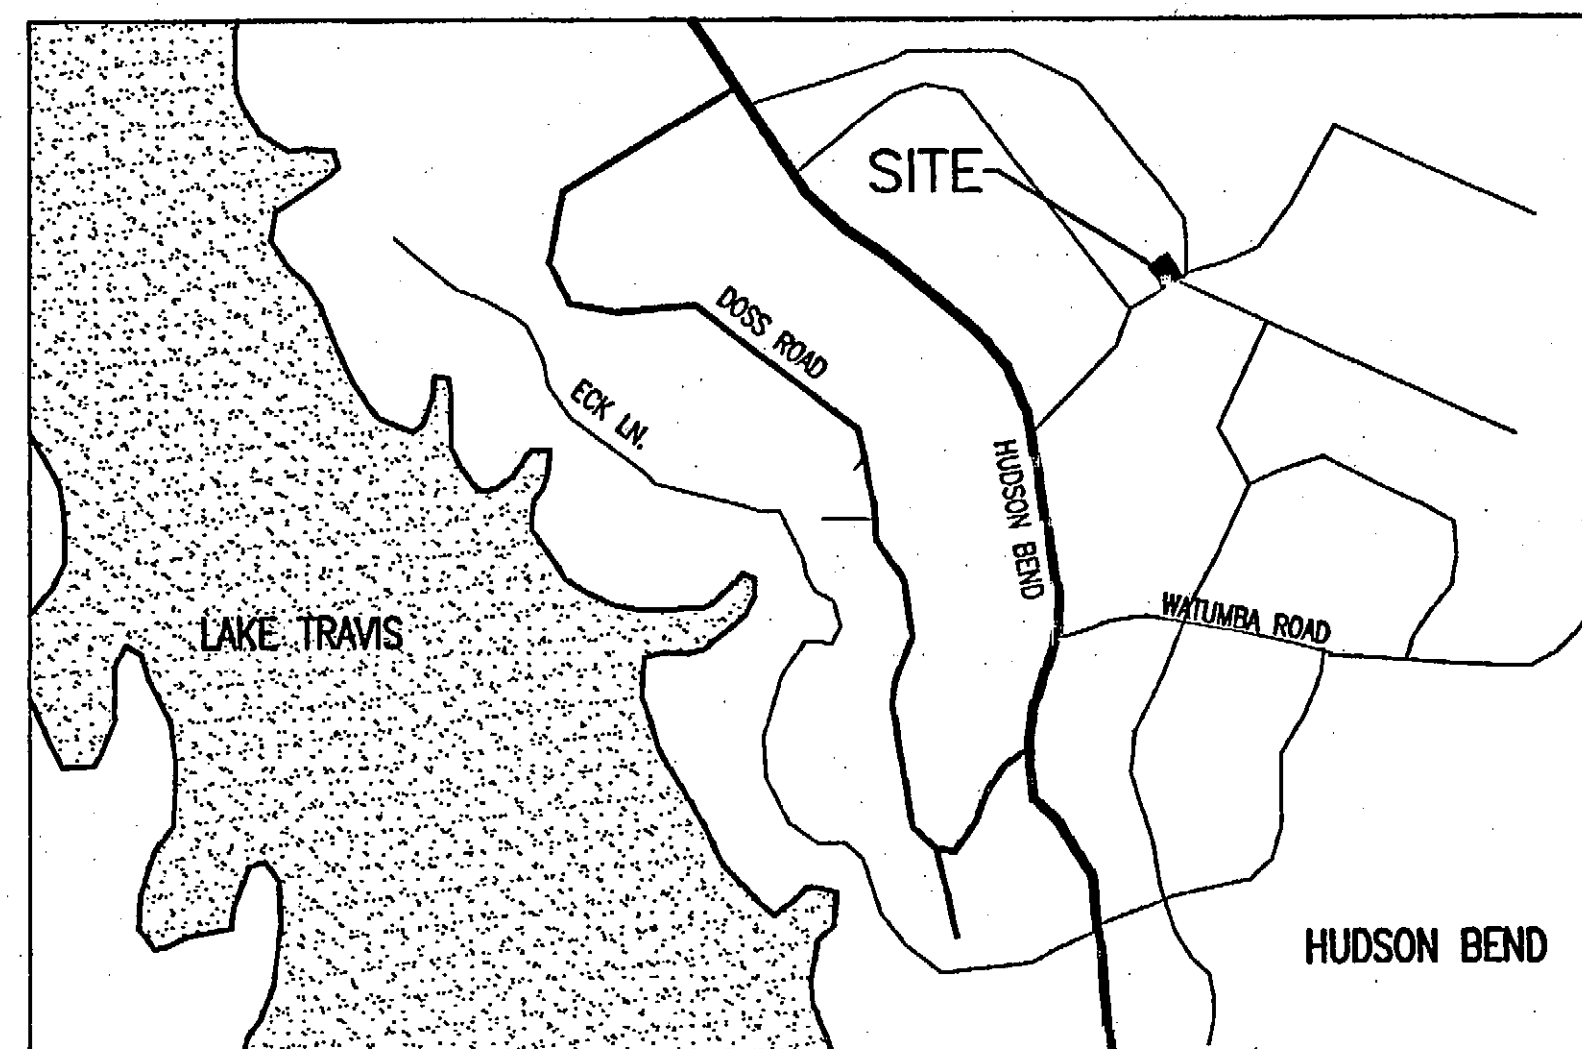 SITE
DOSS ROAD
ECK LN.
HUDSON BEND
WATUMBA ROAD
LAKE TRAVIS
HUDSON BEND